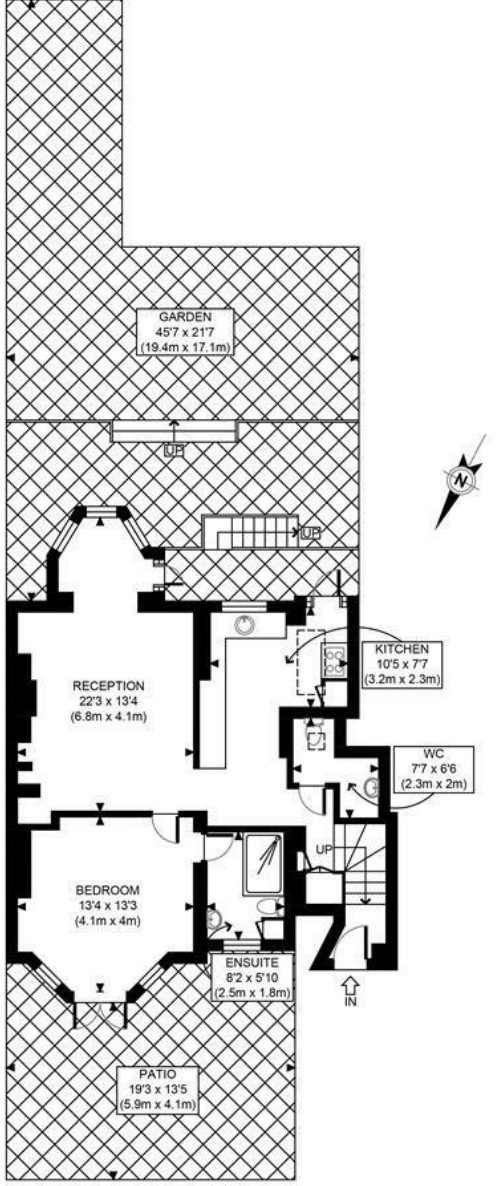 GARDEN
45'7 x 21'7
(19.4m x 17.1m)
UP
N
UP
KITCHEN
10'5 x 7'7
(3.2m x 2.3m)
RECEPTION
22'3 x 13'4
(6.8m x 4.1m)
WC
7'7 x 6'6
(2.3m x 2m)
UP
BEDROOM
13'4 x 13'3
(4.1m x 4m)
ENSUITE
8'2 x 5'10
(2.5m x 1.8m)
IN
PATIO
19'3 x 13'5
(5.9m x 4.1m)